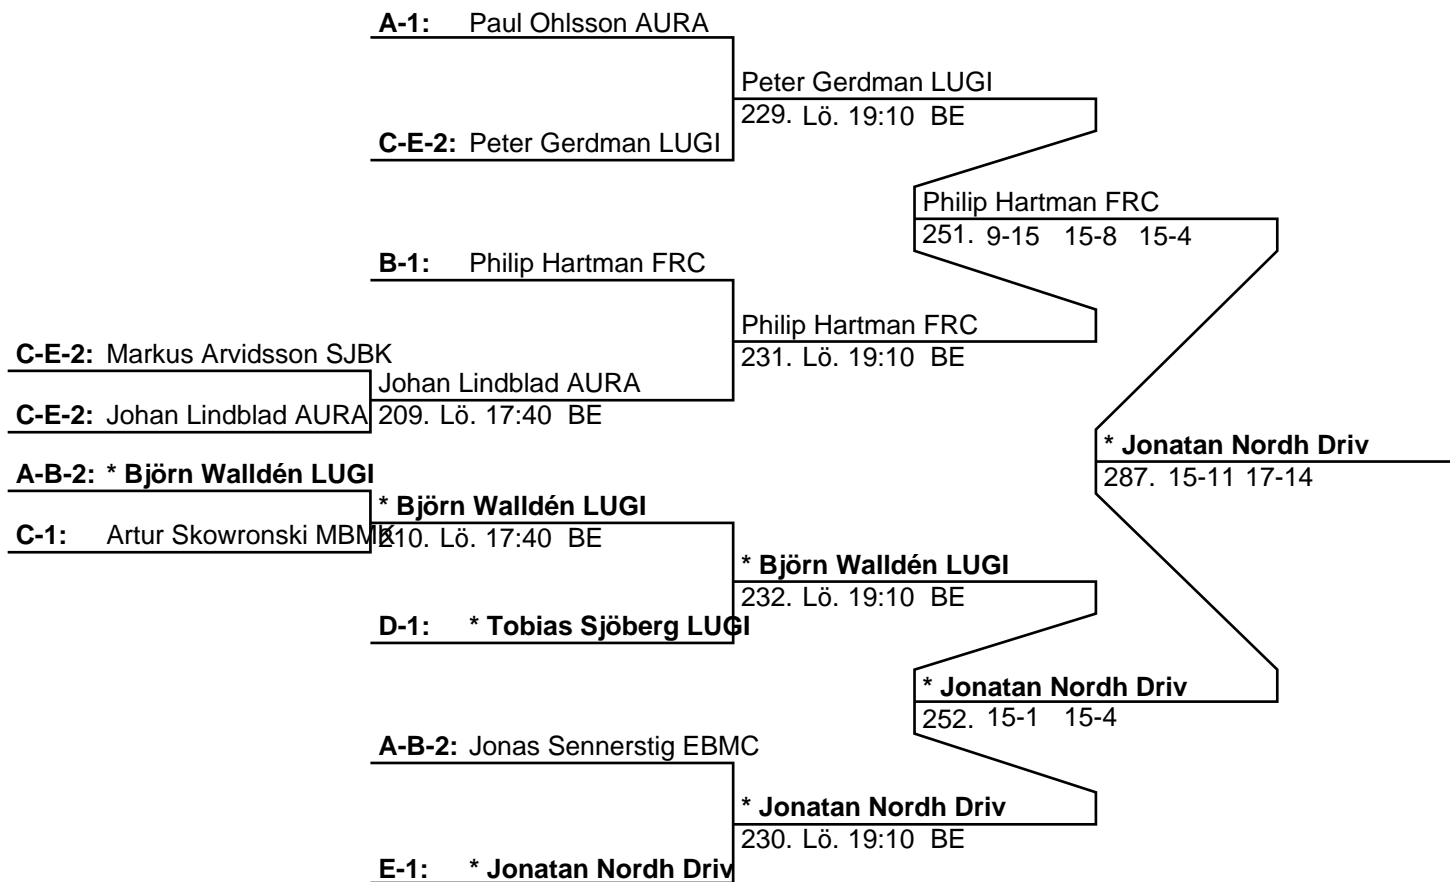 A-1: Paul Ohlsson AURA
Peter Gerdman LUGI
229. Lö. 19:10 BE
C-E-2: Peter Gerdman LUGI
Philip Hartman FRC
251. 9-15 15-8 15-4
B-1: Philip Hartman FRC
Philip Hartman FRC
231. Lö. 19:10 BE
C-E-2: Markus Arvidsson SJBK
Johan Lindblad AURA
C-E-2: Johan Lindblad AURA
209. Lö. 17:40 BE
* Jonatan Nordh Driv
287. 15-11 17-14
A-B-2: * Björn Walldén LUGI
* Björn Walldén LUGI
C-1: Artur Skowronski MBMK
210. Lö. 17:40 BE
* Björn Walldén LUGI
232. Lö. 19:10 BE
D-1: * Tobias Sjöberg LUGI
* Jonatan Nordh Driv
252. 15-1 15-4
A-B-2: Jonas Sennerstig EBMC
* Jonatan Nordh Driv
230. Lö. 19:10 BE
E-1: * Jonatan Nordh Driv